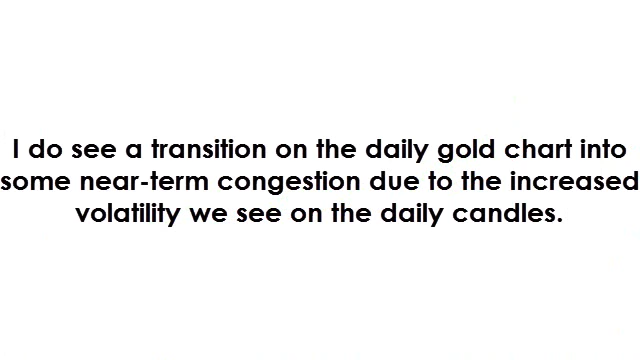 I do see a transition on the daily gold chart into
some near-term congestion due to the increased
volatility we see on the daily candles.